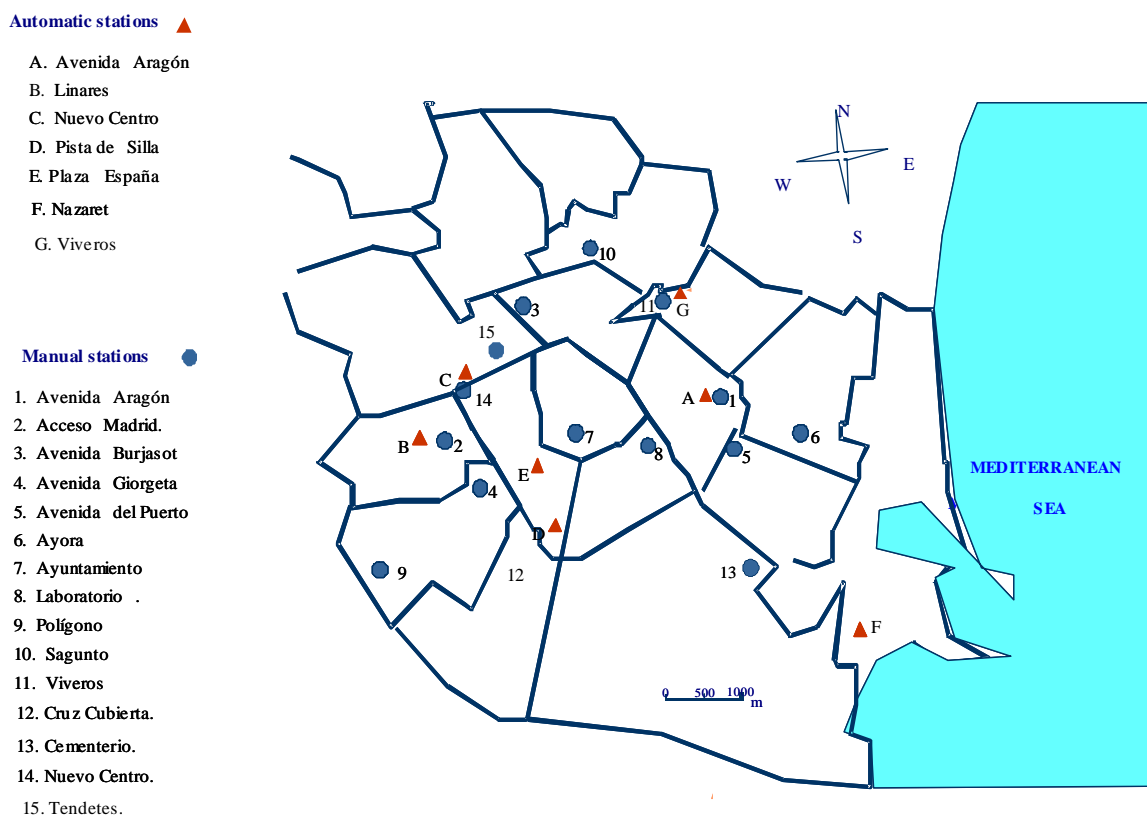 Automatic stations
A. Avenida Aragón
B. Linares
C. Nuevo Centro
D. Pista de Silla
E. Plaza España
F. Nazaret
G. Viveros
Manual stations
1. Avenida Aragón
2. Acceso Madrid.
3. Avenida Burjasot
4. Avenida Giorgeta
5. Avenida del Puerto
6. Ayora
7. Ayuntamiento
8. Laboratorio .
9. Polígono
10. Sagunto
11. Viveros
12. Cruz Cubierta.
13. Cementerio.
14. Nuevo Centro.
15. Tendetes.
N
E
W
S
10
11
G
3
15
C
14
A
1
B
2
7
8
5
6
E
4
D
9
12
13
F
MEDITERRANEAN
SEA
0 500 1000
m